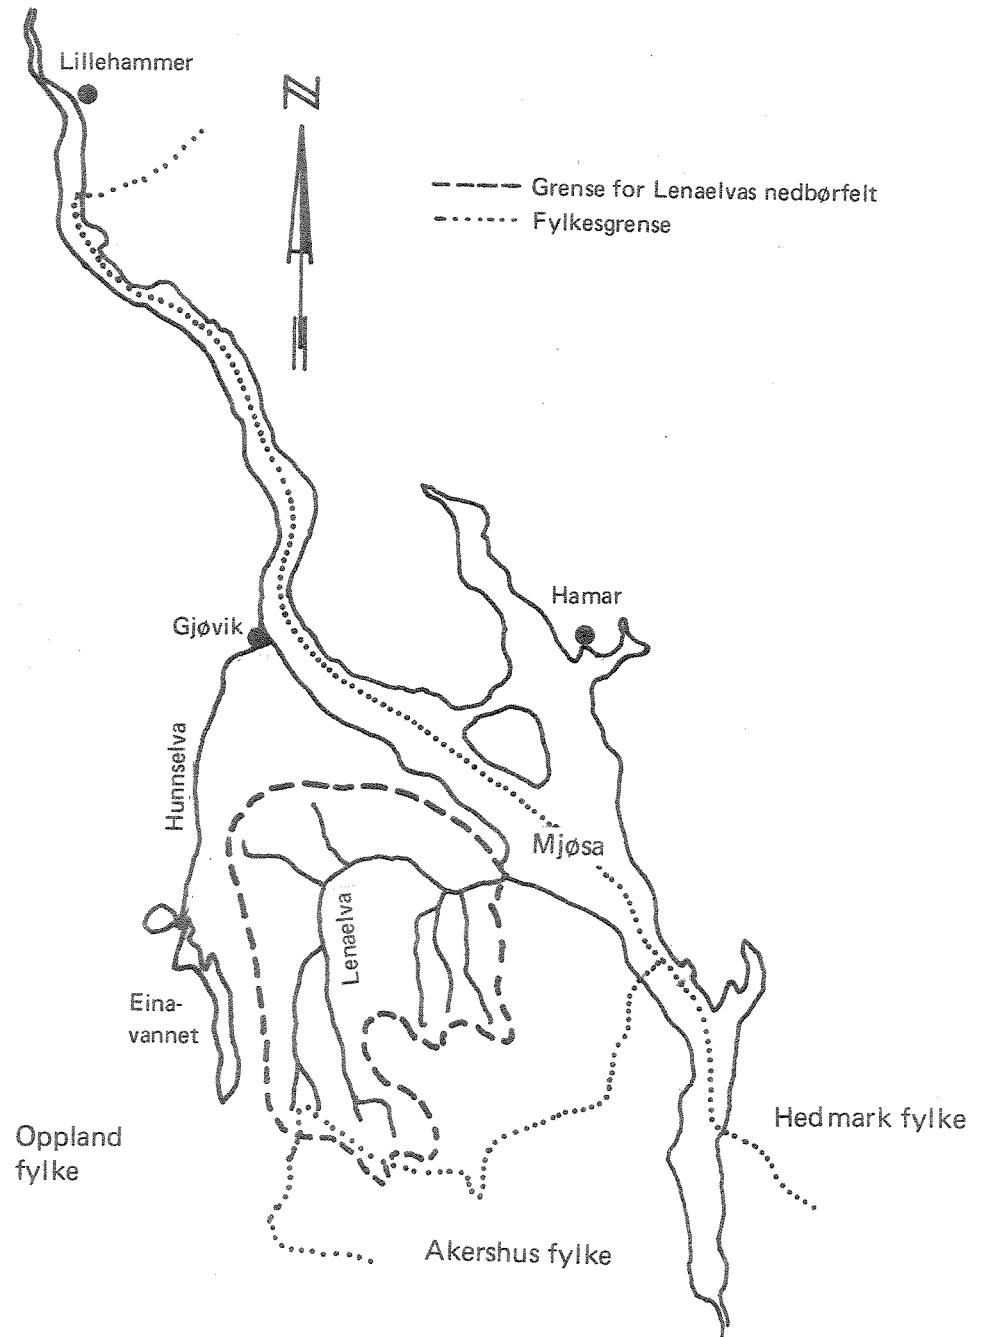 Lillehammer
N
Grense for Lenaelvas nedbørfelt
Fylkesgrense
Hamar
Gjøvik
Hunnselva
Mjøsa
Lenaelva
Eina-
vannet
Oppland
fylke
Hedmark fylke
Akershus fylke